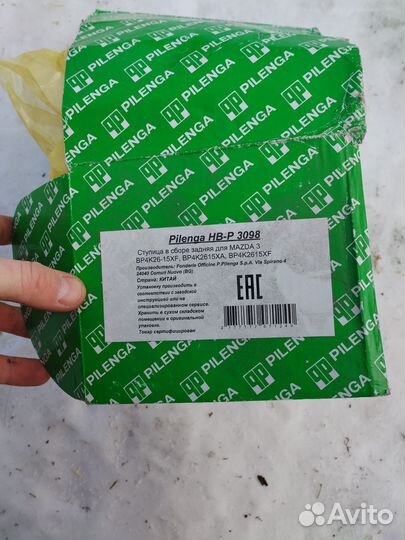 PILENGA
Pilenga HB-P 3098
Ступица в сборе задняя для MAZDA 3
BP4K26-15XF, BP4K2615XA, BP4K2615XF
Производитель: Fonderie Officine P.Pilenga S.p.A. Via Spirano 4
24040 Comun Nuovo (BG)
Страна: КИТАЙ
Установку производить в
соответствии с заводской
инструкцией или на
специализированном сервисе.
Хранить в сухом складском
помещении в оригинальной
упаковке.
Товар сертифицирован
EAC
Avito